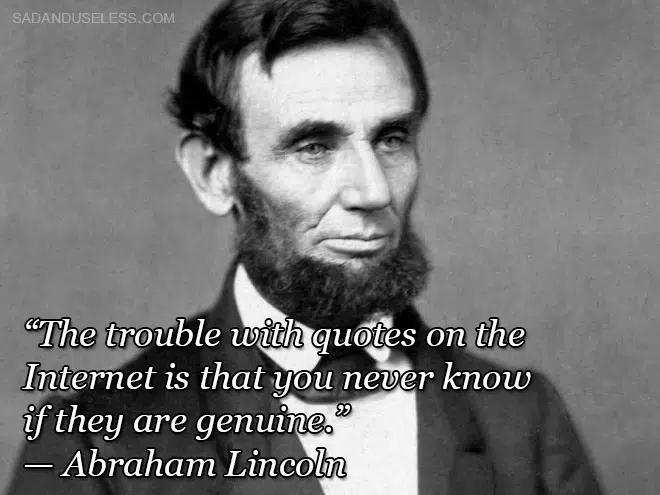 SADANDUSELESS.COM
“The trouble with quotes on the
Internet is that you never know
if they are genuine.”
— Abraham Lincoln